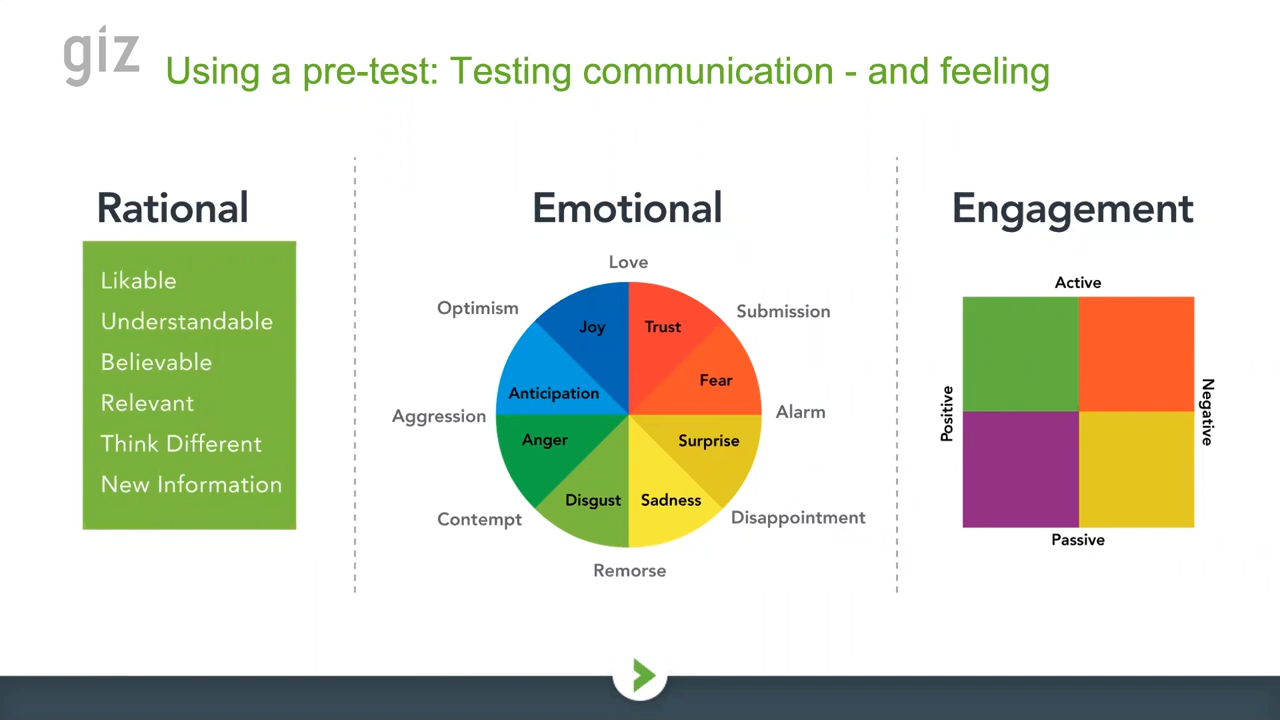 giz
Using a pre-test: Testing communication - and feeling
Rational
Likable
Understandable
Believable
Relevant
Think Different
New Information
Emotional
Love
Optimism
Submission
Joy
Trust
Fear
Anticipation
Aggression
Alarm
Anger
Surprise
Disgust
Sadness
Contempt
Disappointment
Remorse
Engagement
Active
Positive
Negative
Passive